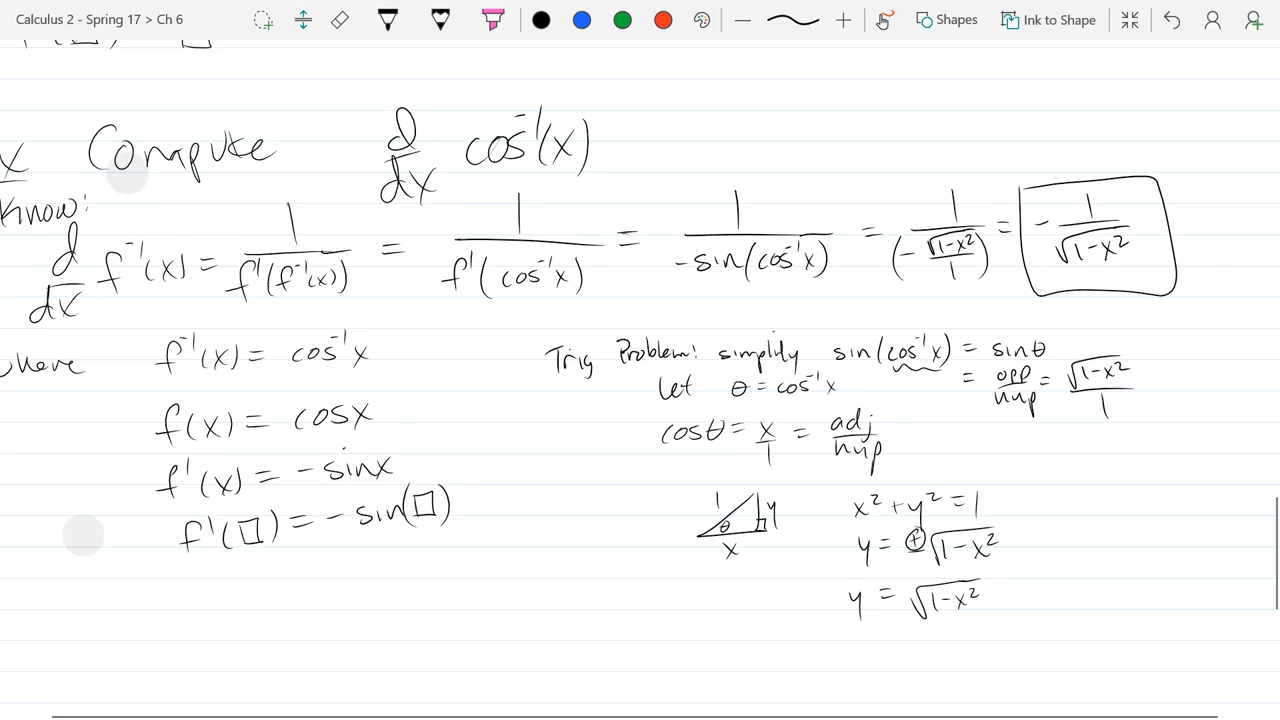 Calculus 2 - Spring 17 > Ch 6
Shapes
Ink to Shape
x Compute d/dx cos⁻¹(x)
Know:
d/dx f⁻¹(x) = 1/f'(f⁻¹(x)) = 1/f'(cos⁻¹x) = 1/-sin(cos⁻¹x) = 1/(-√(1-x²)/1) = -1/√(1-x²)
where f⁻¹(x) = cos⁻¹x
f(x) = cosx
f'(x) = -sinx
f'(□) = -sin(□)
Trig Problem: simplify sin(cos⁻¹x) = sinθ
let θ = cos⁻¹x = opp/hyp = √(1-x²)/1
cosθ = x/1 = adj/hyp
1 y
θ
x
x² + y² = 1
y = ±√(1-x²)
y = √(1-x²)